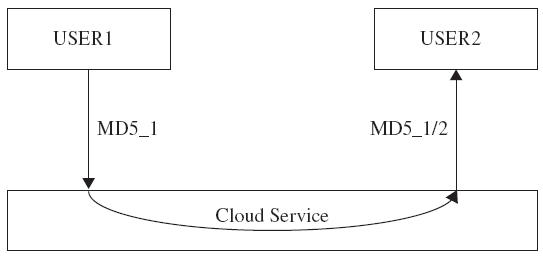 USER1
USER2
MD5_1
MD5_1/2
Cloud Service